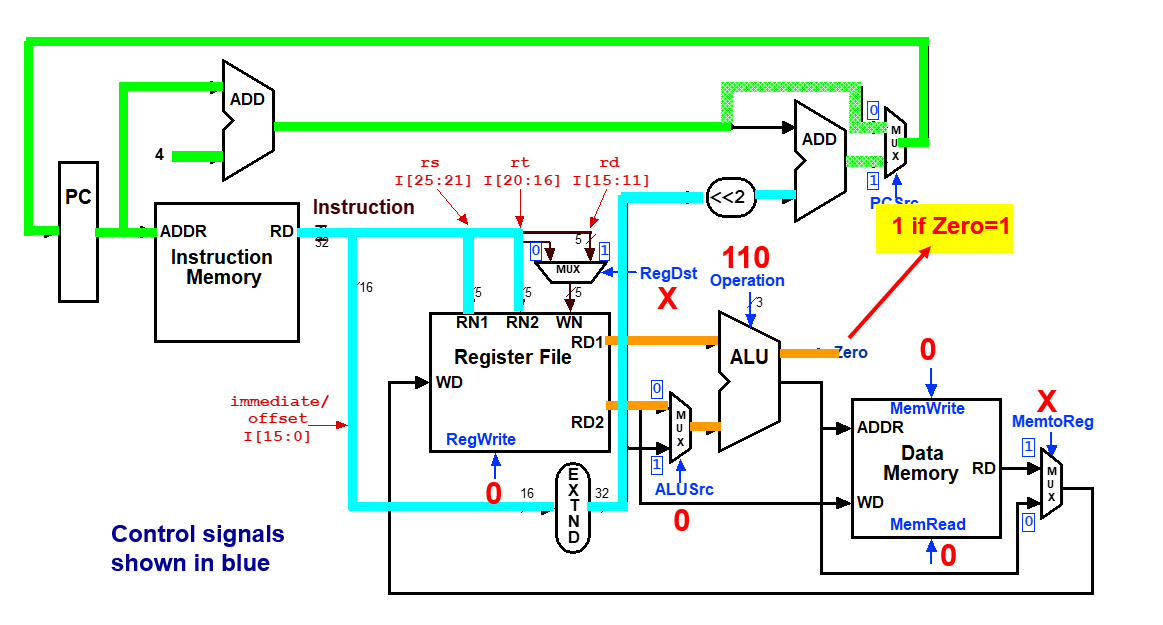 ADD
4
PC
ADDR
RD
Instruction
Memory
Instruction
32
16
rs
I[25:21]
rt
I[20:16]
rd
I[15:11]
5
0
1
MUX
RegDst
X
5
5
5
RN1
RN2
WN
Register File
RD1
RD2
WD
RegWrite
0
immediate/
offset
I[15:0]
16
E
X
T
N
D
32
<<2
ADD
0
M
U
X
1
PCSrc
1 if Zero=1
110
Operation
3
ALU
Zero
0
M
U
X
1
ALUSrc
0
0
MemWrite
ADDR
Data
Memory
RD
WD
MemRead
0
X
MemtoReg
1
M
U
X
0
Control signals
shown in blue